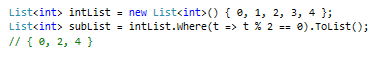 List<int> intList = new List<int>() { 0, 1, 2, 3, 4 };
List<int> subList = intList.Where(t => t % 2 == 0).ToList();
// { 0, 2, 4 }